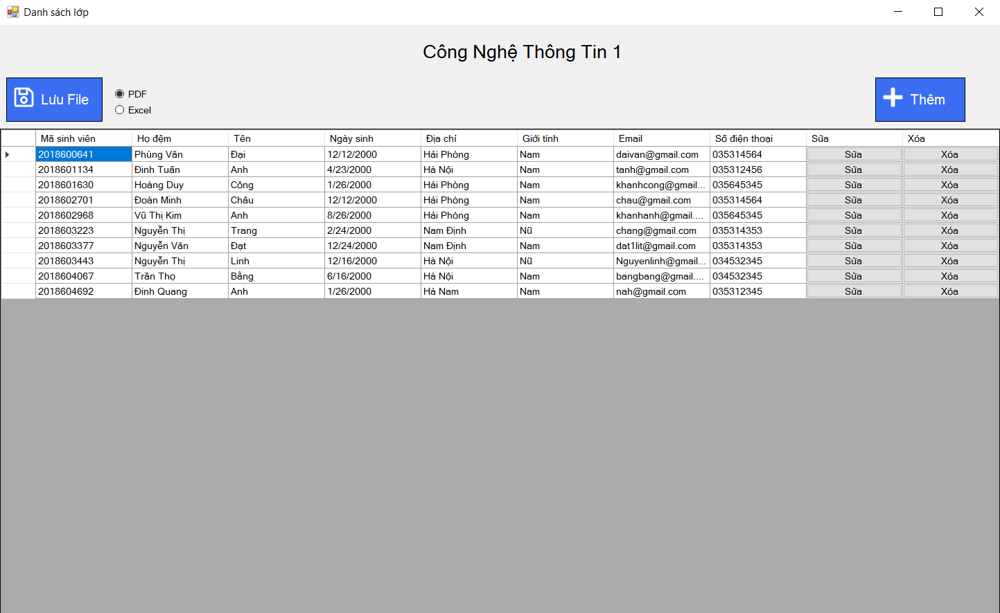 Danh sách lớp
Công Nghệ Thông Tin 1
Lưu File
PDF
Excel
Thêm
Mã sinh viên Họ đệm Tên Ngày sinh Địa chỉ Giới tính Email Số điện thoại Sửa Xóa
2018600641 Phùng Văn Đại 12/12/2000 Hải Phòng Nam daivan@gmail.com 035314564 Sửa Xóa
2018601134 Đinh Tuấn Anh 4/23/2000 Hà Nội Nam tanh@gmail.com 035312456 Sửa Xóa
2018601630 Hoàng Duy Công 1/26/2000 Hải Phòng Nam khanhcong@gmail... 035645345 Sửa Xóa
2018602701 Đoàn Minh Châu 12/12/2000 Hải Phòng Nam chau@gmail.com 035314564 Sửa Xóa
2018602968 Vũ Thị Kim Anh 8/26/2000 Hải Phòng Nam khanhanh@gmail.... 035645345 Sửa Xóa
2018603223 Nguyễn Thị Trang 2/24/2000 Nam Định Nữ chang@gmail.com 035314353 Sửa Xóa
2018603377 Nguyễn Văn Đạt 12/24/2000 Nam Định Nam dat1lit@gmail.com 035314353 Sửa Xóa
2018603443 Nguyễn Thị Linh 12/16/2000 Hà Nội Nữ Nguyenlinh@gmail... 034532345 Sửa Xóa
2018604067 Trần Thọ Bằng 6/16/2000 Hà Nội Nam bangbang@gmail.... 034532345 Sửa Xóa
2018604692 Đinh Quang Anh 1/26/2000 Hà Nam Nam nah@gmail.com 035312345 Sửa Xóa